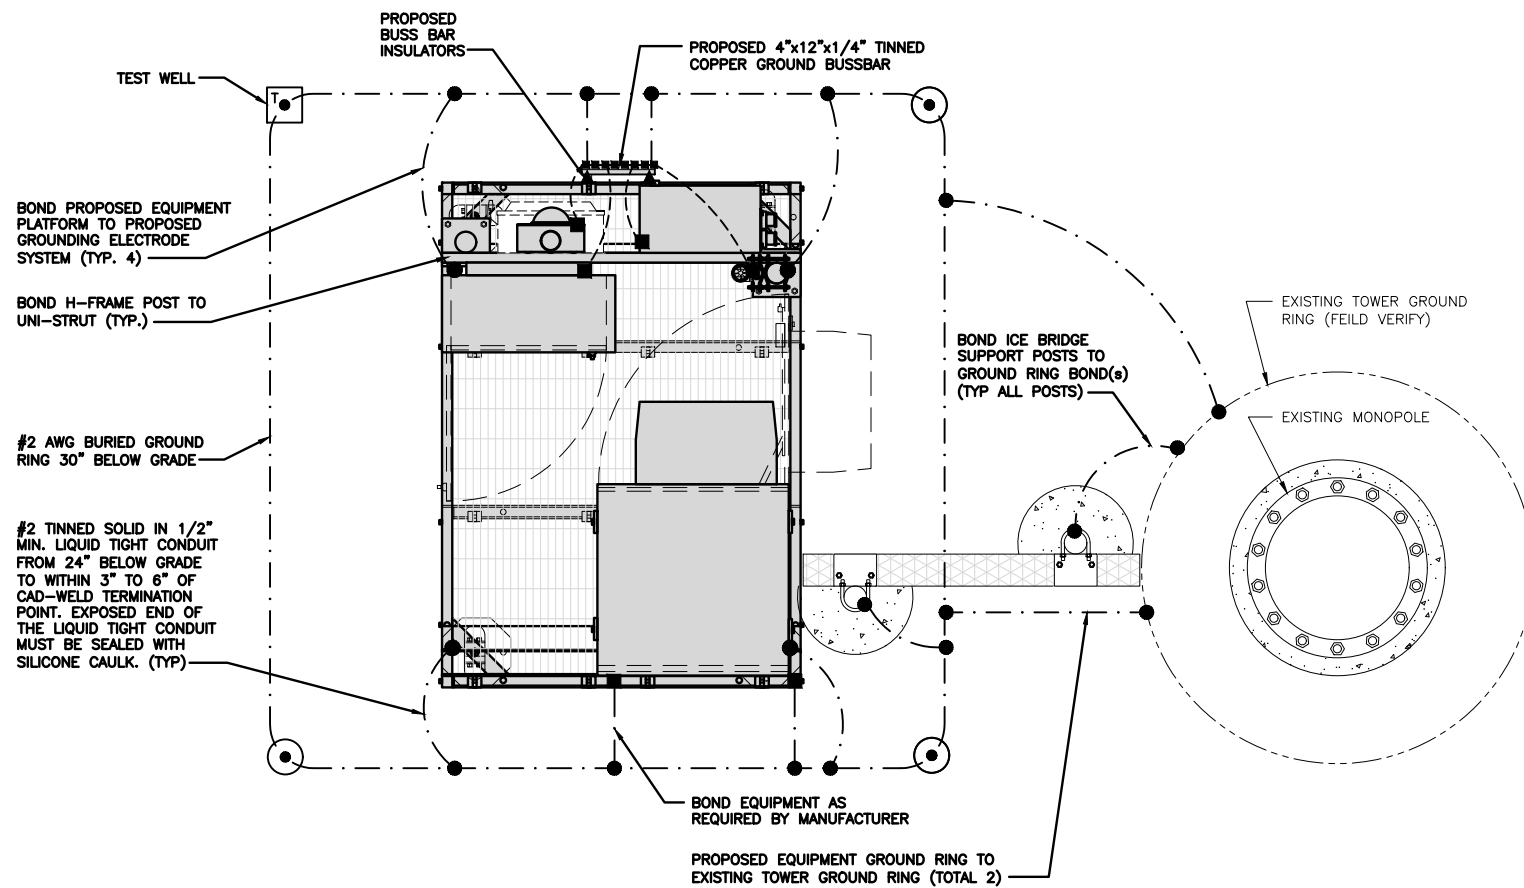 PROPOSED
BUSS BAR
INSULATORS
PROPOSED 4"x12"x1/4" TINNED
COPPER GROUND BUSSBAR
TEST WELL
T
BOND PROPOSED EQUIPMENT
PLATFORM TO PROPOSED
GROUNDING ELECTRODE
SYSTEM (TYP. 4)
BOND H-FRAME POST TO
UNI-STRUT (TYP.)
EXISTING TOWER GROUND
RING (FEILD VERIFY)
BOND ICE BRIDGE
SUPPORT POSTS TO
GROUND RING BOND(s)
(TYP ALL POSTS)
EXISTING MONOPOLE
#2 AWG BURIED GROUND
RING 30" BELOW GRADE
#2 TINNED SOLID IN 1/2"
MIN. LIQUID TIGHT CONDUIT
FROM 24" BELOW GRADE
TO WITHIN 3" TO 6" OF
CAD-WELD TERMINATION
POINT. EXPOSED END OF
THE LIQUID TIGHT CONDUIT
MUST BE SEALED WITH
SILICONE CAULK. (TYP)
BOND EQUIPMENT AS
REQUIRED BY MANUFACTURER
PROPOSED EQUIPMENT GROUND RING TO
EXISTING TOWER GROUND RING (TOTAL 2)